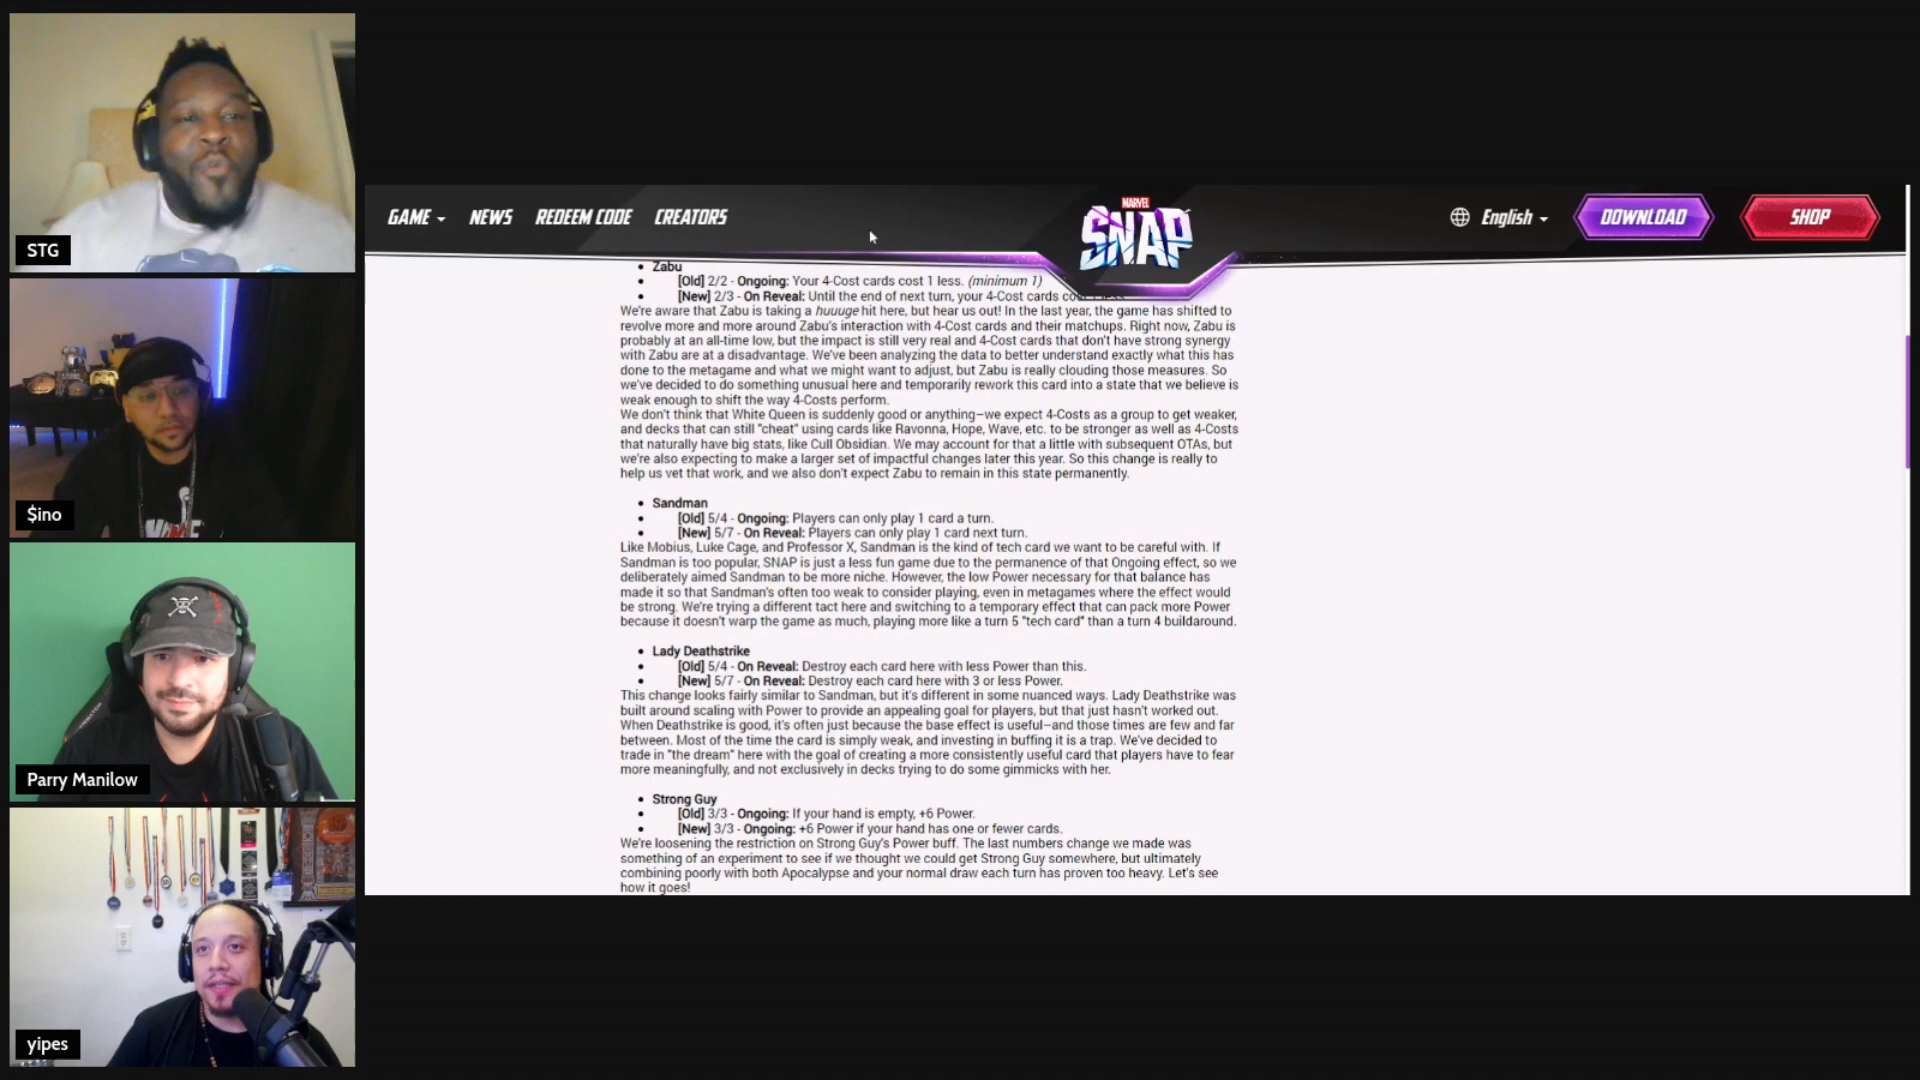 STG
$ino
Parry Manilow
yipes
GAME
NEWS
REDEEM CODE
CREATORS
MARVEL
SNAP
English
DOWNLOAD
SHOP
• Zabu
• [Old] 2/2 - Ongoing: Your 4-Cost cards cost 1 less. (minimum 1)
• [New] 2/3 - On Reveal: Until the end of next turn, your 4-Cost cards
We're aware that Zabu is taking a huuuge hit here, but hear us out! In the last year, the game has shifted to
revolve more and more around Zabu's interaction with 4-Cost cards and their matchups. Right now, Zabu is
probably at an all-time low, but the impact is still very real and 4-Cost cards that don't have strong synergy
with Zabu are at a disadvantage. We've been analyzing the data to better understand exactly what this has
done to the metagame and what we might want to adjust, but Zabu is really clouding those measures. So
we've decided to do something unusual here and temporarily rework this card into a state that we believe is
weak enough to shift the way 4-Costs perform.
We don't think that White Queen is suddenly good or anything–we expect 4-Costs as a group to get weaker,
and decks that can still "cheat" using cards like Ravonna, Hope, Wave, etc. to be stronger as well as 4-Costs
that naturally have big stats, like Cull Obsidian. We may account for that a little with subsequent OTAs, but
we're also expecting to make a larger set of impactful changes later this year. So this change is really to
help us vet that work, and we also don't expect Zabu to remain in this state permanently.
• Sandman
• [Old] 5/4 - Ongoing: Players can only play 1 card a turn.
• [New] 5/7 - On Reveal: Players can only play 1 card next turn.
Like Mobius, Luke Cage, and Professor X, Sandman is the kind of tech card we want to be careful with. If
Sandman is too popular, SNAP is just a less fun game due to the permanence of that Ongoing effect, so we
deliberately aimed Sandman to be more niche. However, the low Power necessary for that balance has
made it so that Sandman's often too weak to consider playing, even in metagames where the effect would
be strong. We're trying a different tact here and switching to a temporary effect that can pack more Power
because it doesn't warp the game as much, playing more like a turn 5 "tech card" than a turn 4 buildaround.
• Lady Deathstrike
• [Old] 5/4 - On Reveal: Destroy each card here with less Power than this.
• [New] 5/7 - On Reveal: Destroy each card here with 3 or less Power.
This change looks fairly similar to Sandman, but it's different in some nuanced ways. Lady Deathstrike was
built around scaling with Power to provide an appealing goal for players, but that just hasn't worked out.
When Deathstrike is good, it's often just because the base effect is useful–and those times are few and far
between. Most of the time the card is simply weak, and investing in buffing it is a trap. We've decided to
trade in "the dream" here with the goal of creating a more consistently useful card that players have to fear
more meaningfully, and not exclusively in decks trying to do some gimmicks with her.
• Strong Guy
• [Old] 3/3 - Ongoing: If your hand is empty, +6 Power.
• [New] 3/3 - Ongoing: +6 Power if your hand has one or fewer cards.
We're loosening the restriction on Strong Guy's Power buff. The last numbers change we made was
something of an experiment to see if we thought we could get Strong Guy somewhere, but ultimately
combining poorly with both Apocalypse and your normal draw each turn has proven too heavy. Let's see
how it goes!